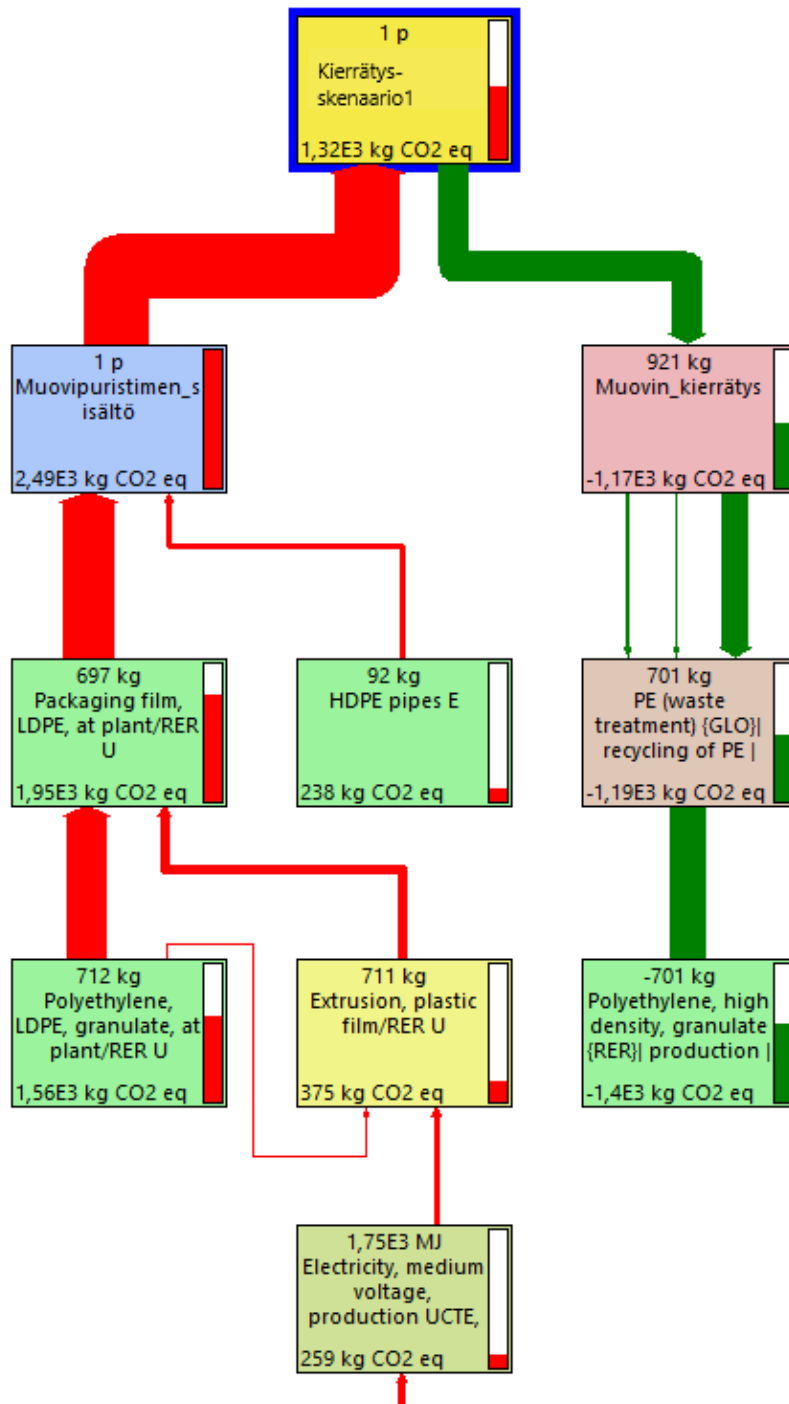 1 p
Kierrätys-
skenaario1
1,32E3 kg CO2 eq
1 p
Muovipuristimen_s
isältö
2,49E3 kg CO2 eq
921 kg
Muovin_kierrätys
-1,17E3 kg CO2 eq
697 kg
Packaging film,
LDPE, at plant/RER
U
1,95E3 kg CO2 eq
92 kg
HDPE pipes E
238 kg CO2 eq
701 kg
PE (waste
treatment) {GLO}|
recycling of PE |
-1,19E3 kg CO2 eq
712 kg
Polyethylene,
LDPE, granulate, at
plant/RER U
1,56E3 kg CO2 eq
711 kg
Extrusion, plastic
film/RER U
375 kg CO2 eq
-701 kg
Polyethylene, high
density, granulate
{RER}| production |
-1,4E3 kg CO2 eq
1,75E3 MJ
Electricity, medium
voltage,
production UCTE,
259 kg CO2 eq